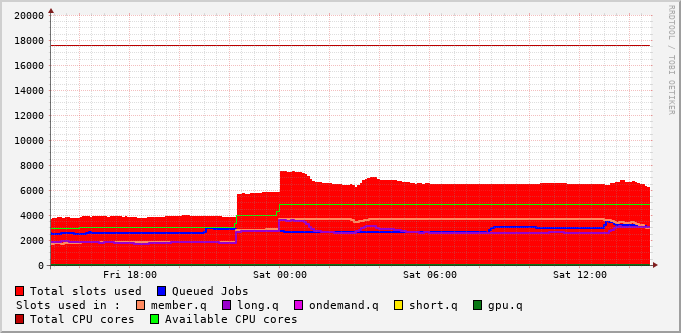 20000
18000
16000
14000
12000
10000
8000
6000
4000
2000
0
Fri 18:00 Sat 00:00 Sat 06:00 Sat 12:00
Total slots used Queued Jobs
Slots used in : member.q long.q ondemand.q short.q gpu.q
Total CPU cores Available CPU cores
RRDTOOL / TOBI OETIKER